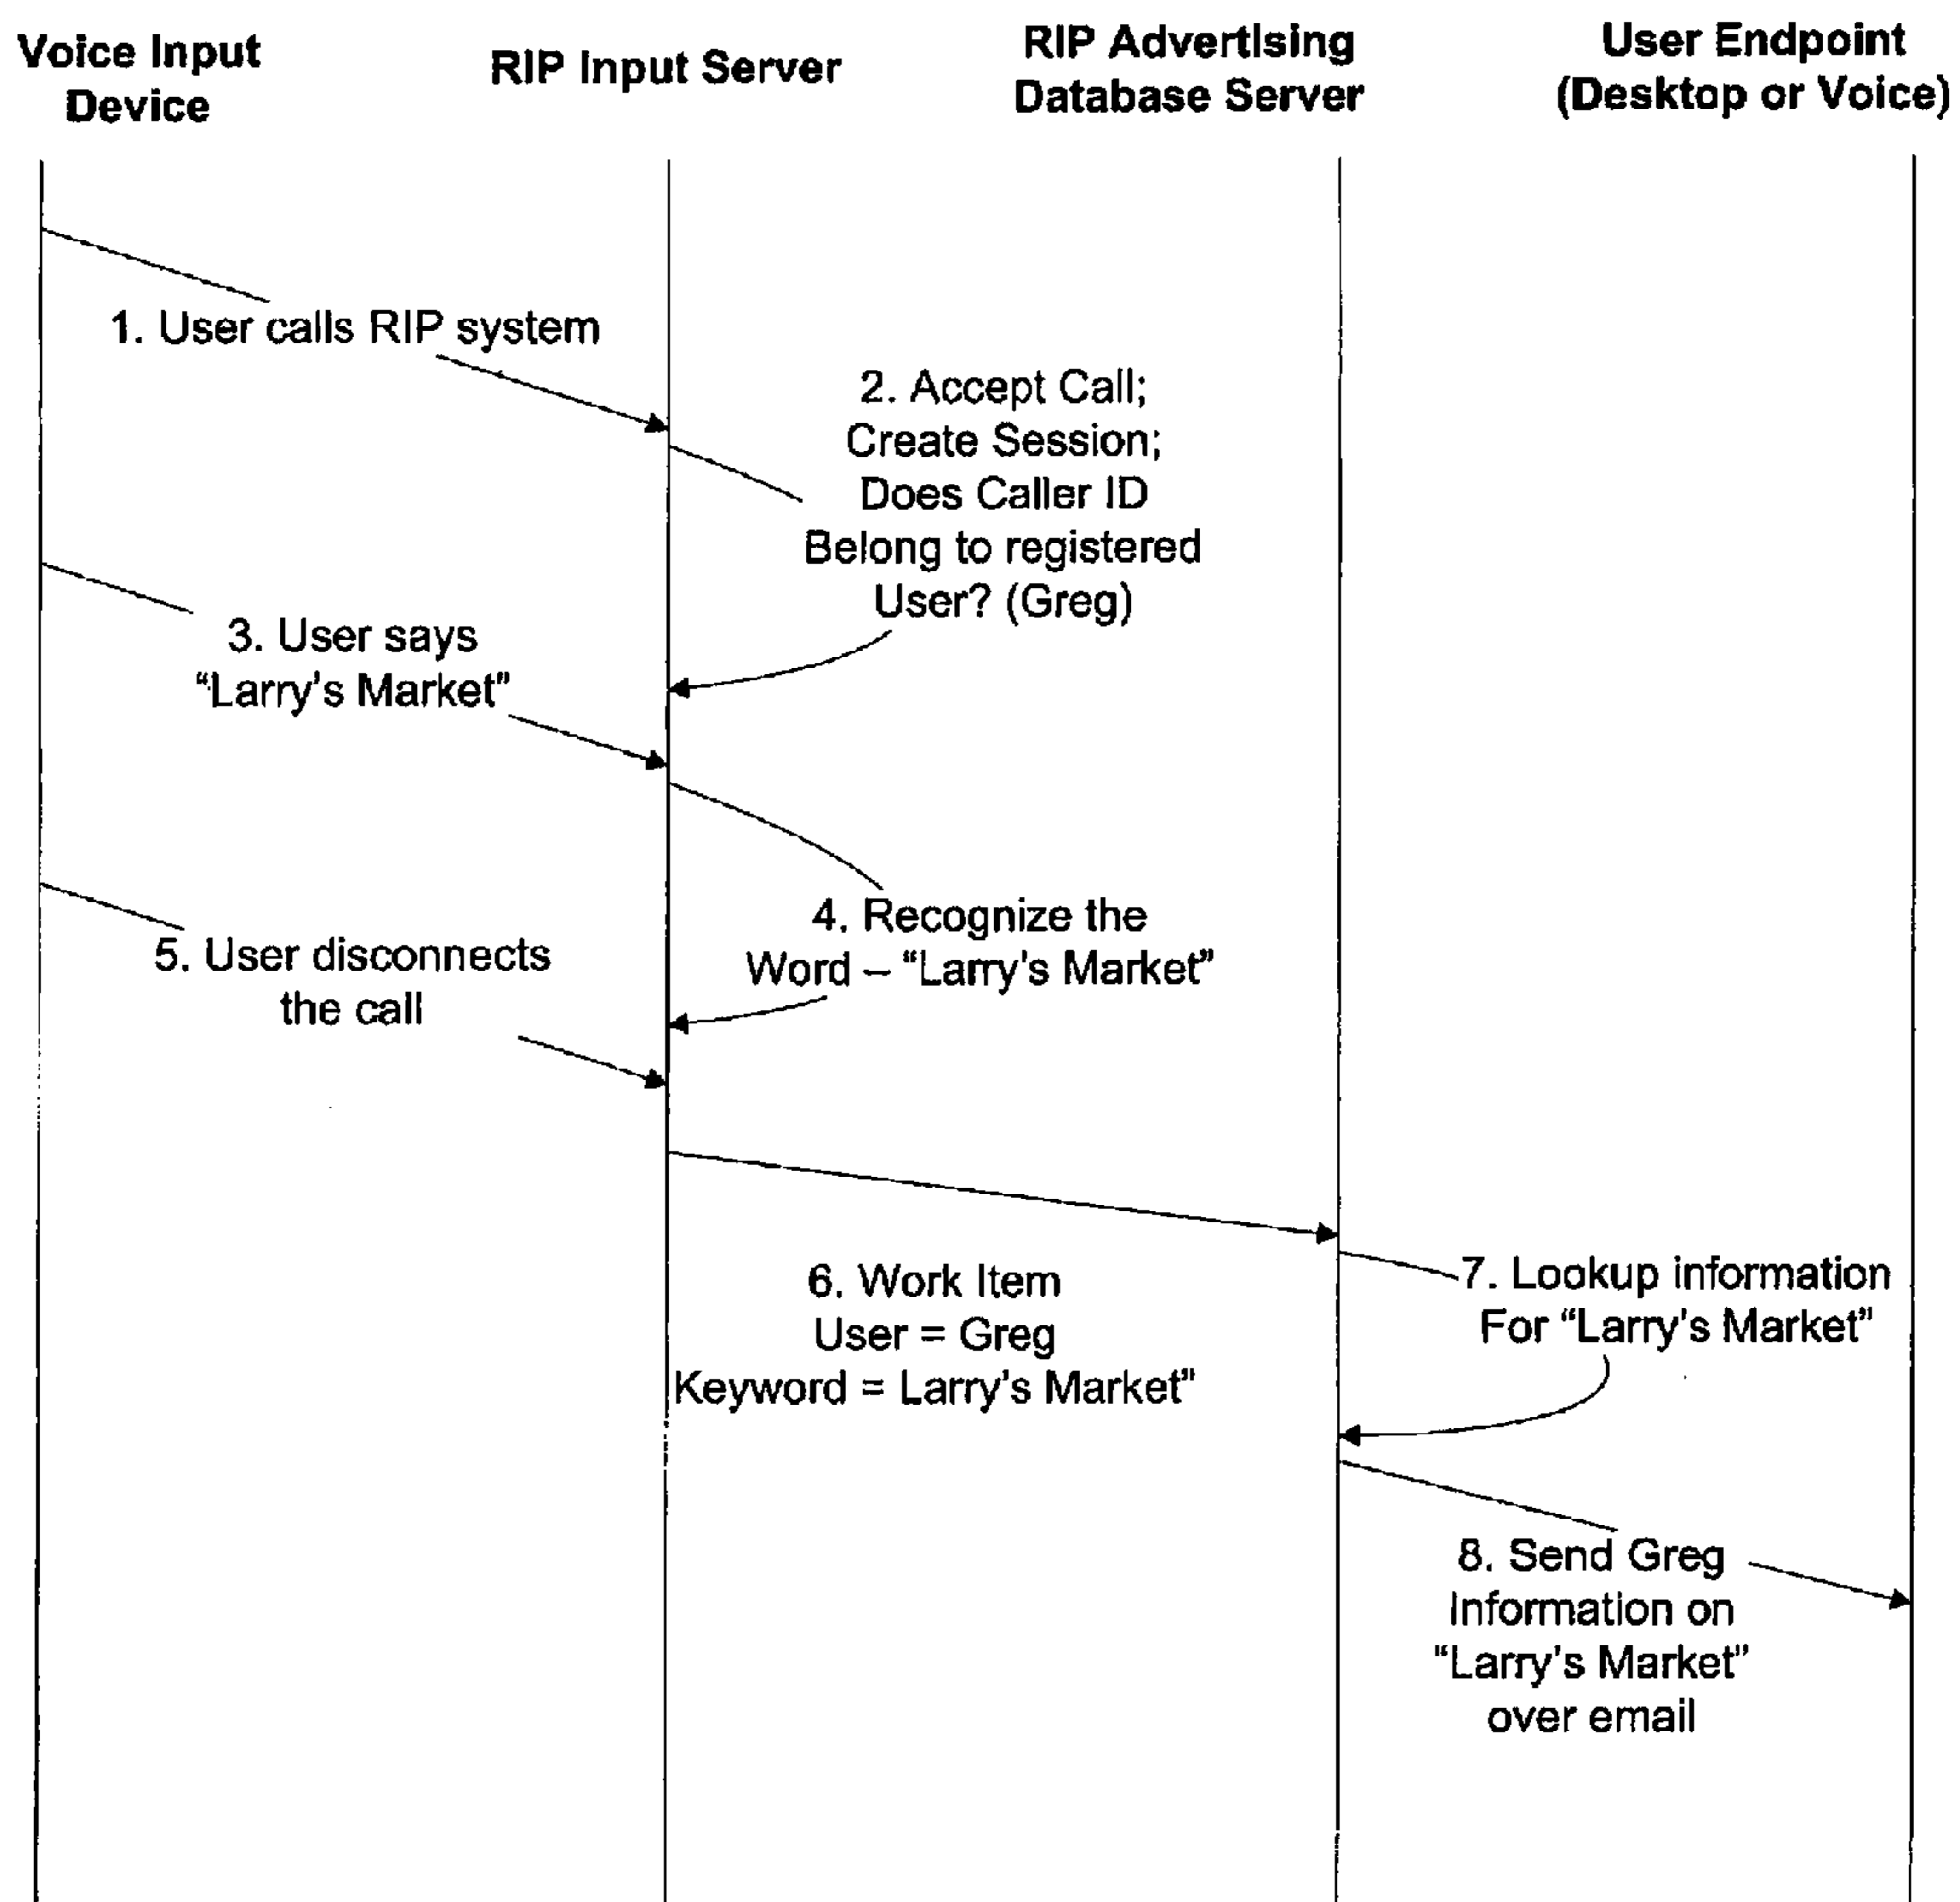 Voice Input
Device
RIP Input Server
RIP Advertising
Database Server
User Endpoint
(Desktop or Voice)
1. User calls RIP system
2. Accept Call;
Create Session;
Does Caller ID
Belong to registered
User? (Greg)
3. User says
“Larry’s Market”
4. Recognize the
Word – “Larry’s Market”
5. User disconnects
the call
6. Work Item
User = Greg
Keyword = Larry’s Market”
7. Lookup information
For “Larry’s Market”
8. Send Greg
Information on
“Larry’s Market”
over email